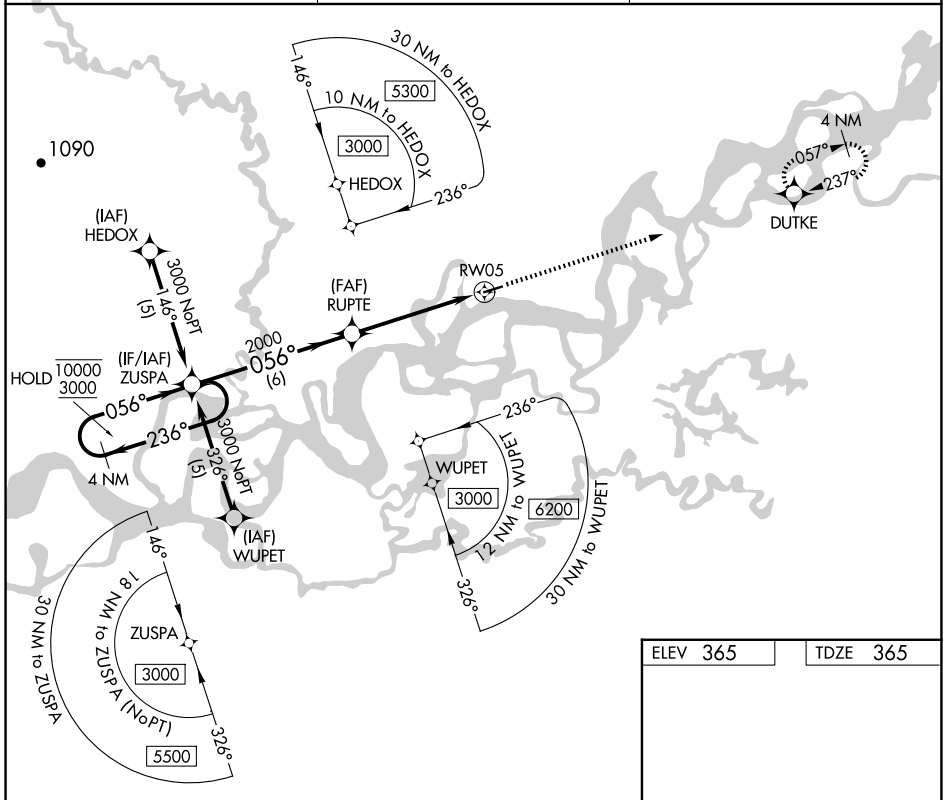 30 NM to HEDOX
146°
5300
10 NM to HEDOX
3000
HEDOX
236°
4 NM
057°
237°
DUTKE
1090
(IAF)
HEDOX
3000 NoPT
146°
(5)
RW05
(FAF)
RUPTE
2000
056°
(6)
(IF/IAF)
ZUSPA
HOLD
10000
3000
056°
236°
4 NM
3000 NoPT
326°
(5)
(IAF)
WUPET
236°
WUPET
3000
12 NM to WUPET
6200
30 NM to WUPET
326°
146°
18 NM to ZUSPA (NoPT)
30 NM to ZUSPA
ZUSPA
3000
326°
5500
ELEV 365
TDZE 365